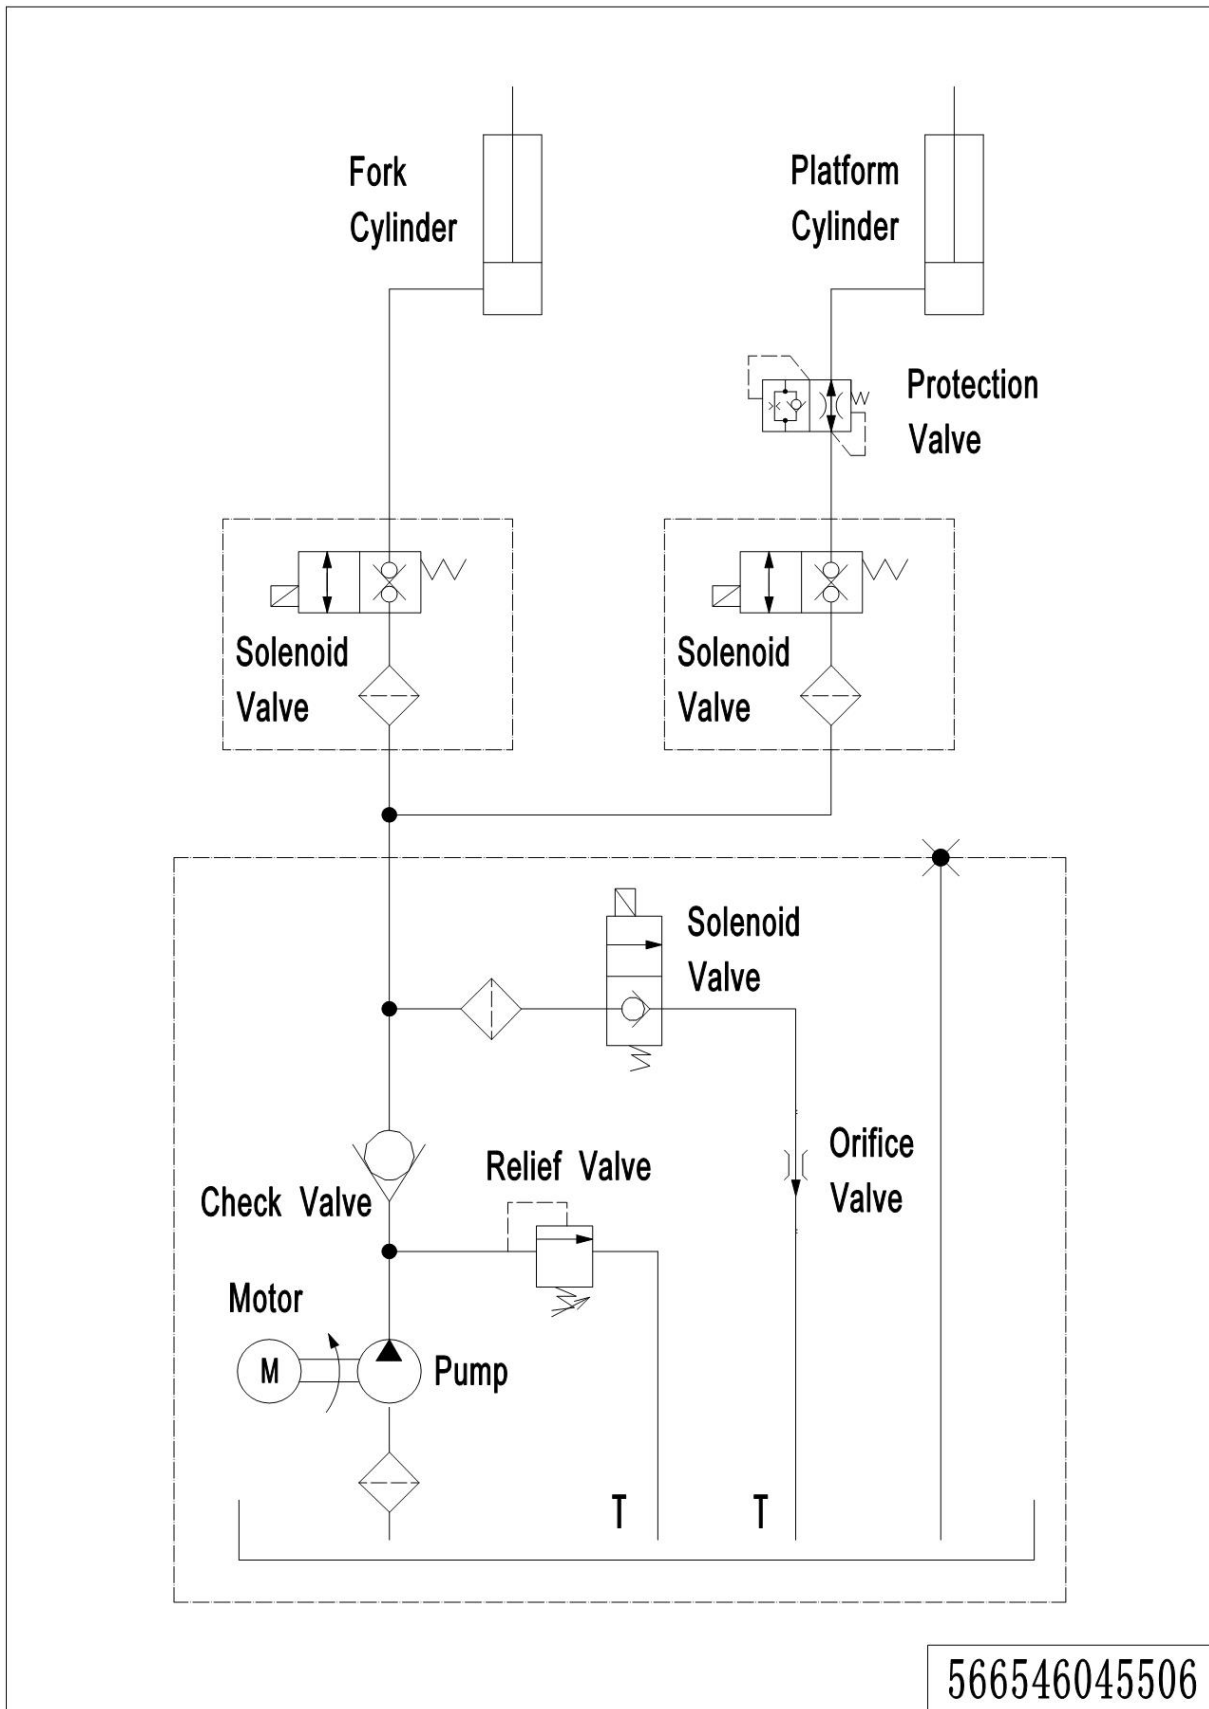 Fork
Cylinder
Platform
Cylinder
Protection
Valve
Solenoid
Valve
Solenoid
Valve
Solenoid
Valve
Orifice
Valve
Relief Valve
Check Valve
Motor
M
Pump
T
T
566546045506